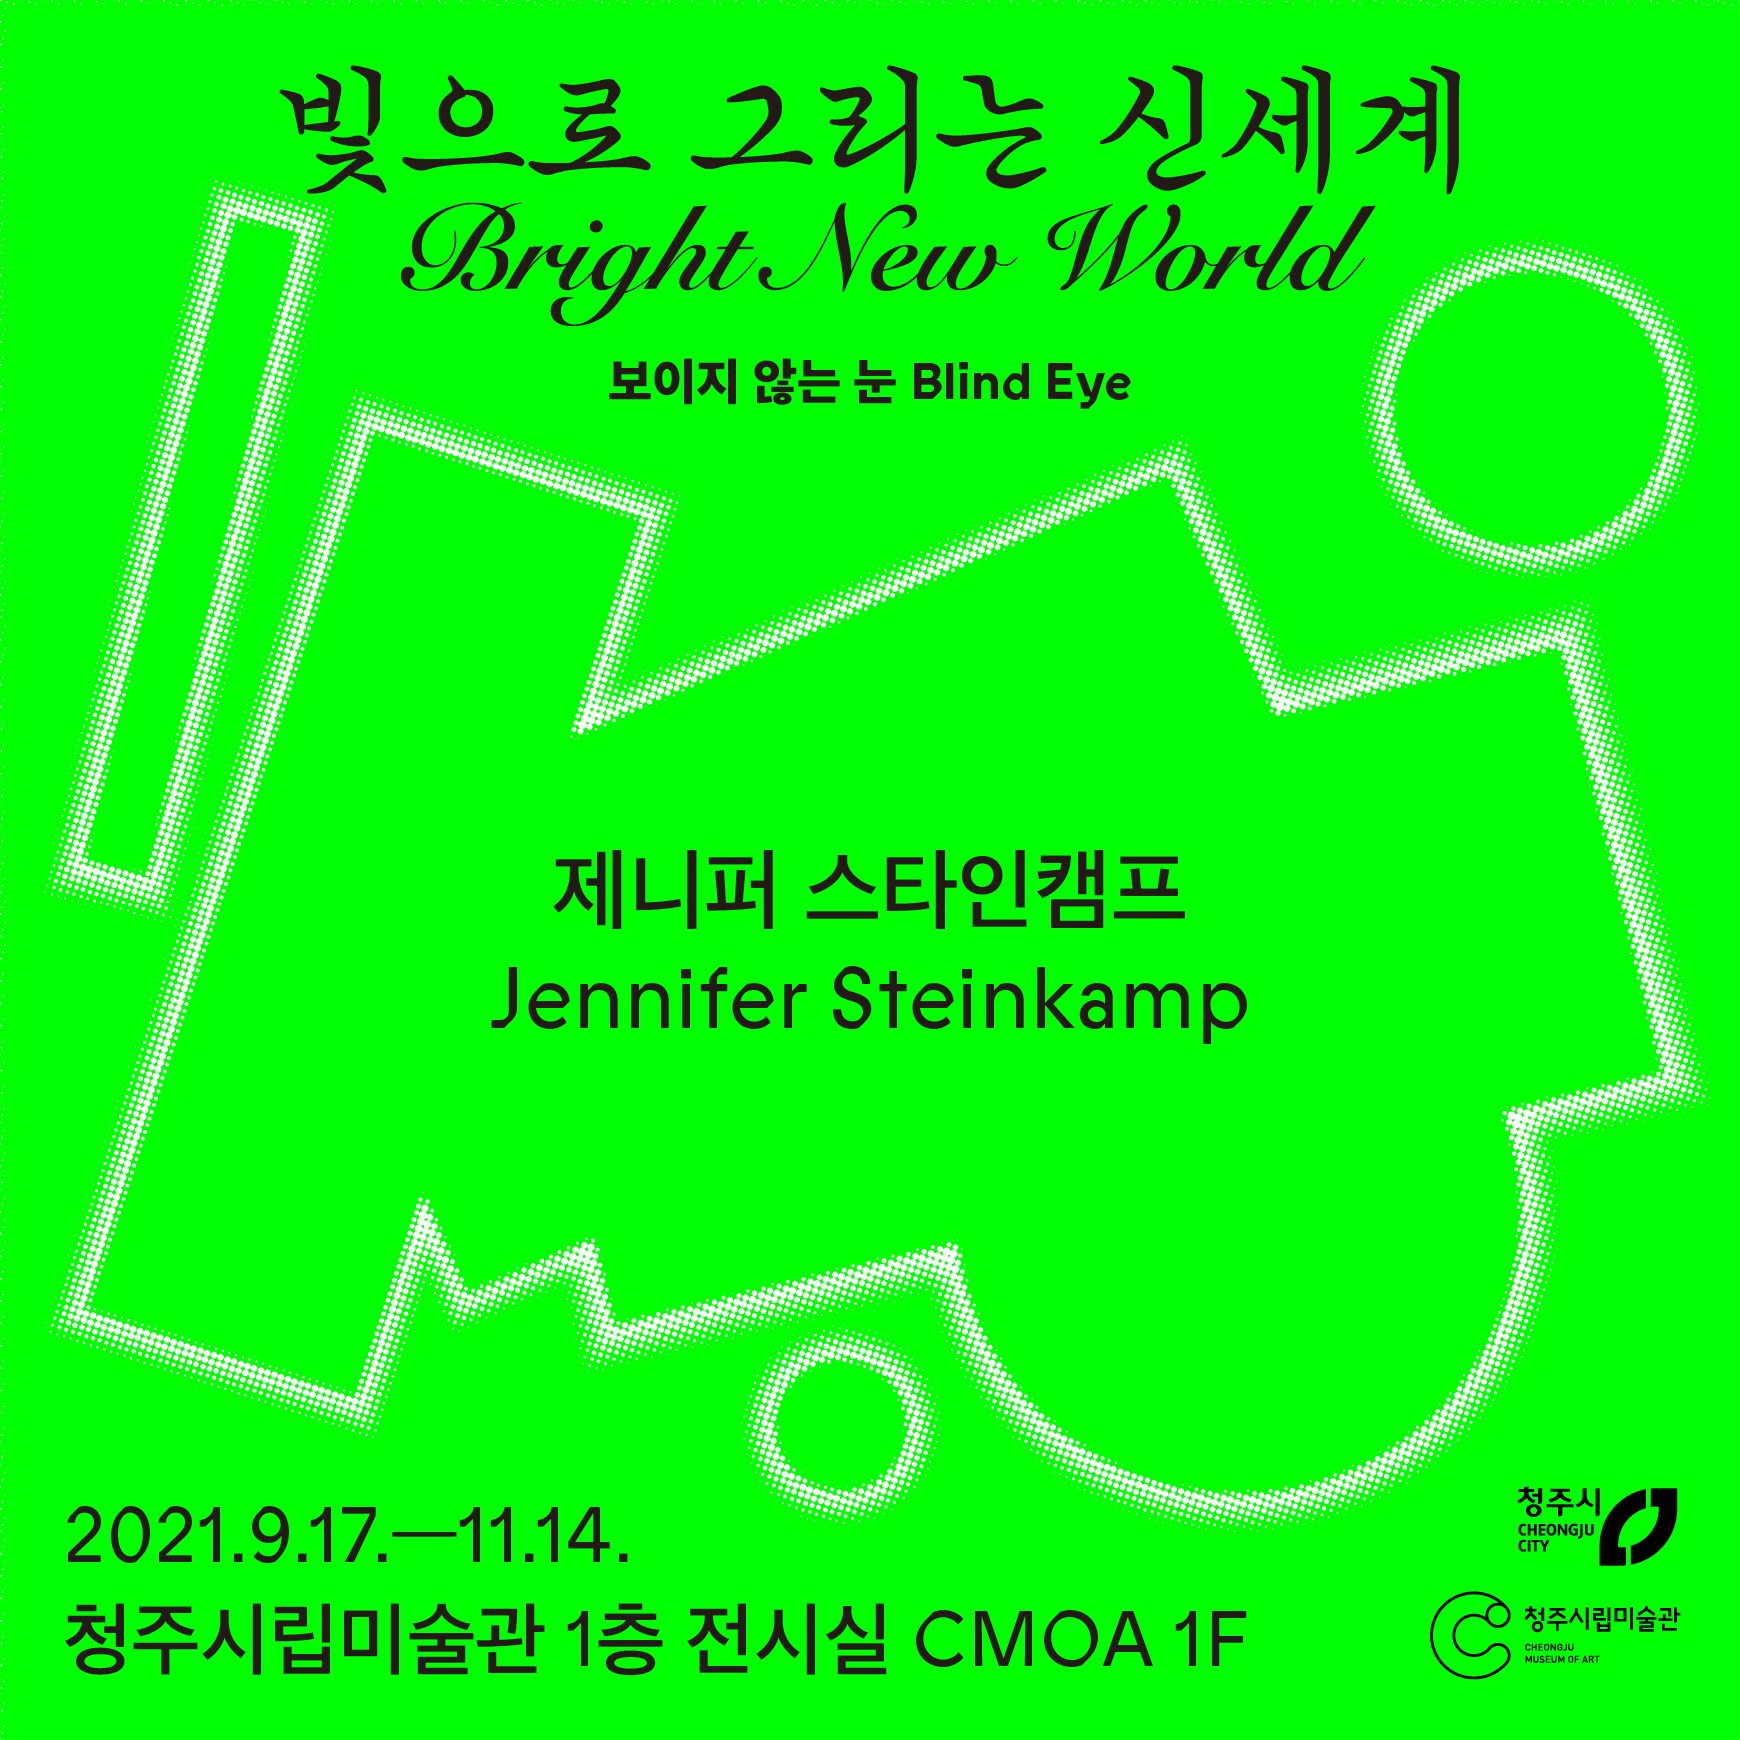 빛으로 그리는 신세계
Bright New World
보이지 않는 눈 Blind Eye
제니퍼 스타인캠프
Jennifer Steinkamp
2021.9.17.—11.14.
청주시립미술관 1층 전시실 CMOA 1F
청주시
CHEONGJU
CITY
청주시립미술관
CHEONGJU
MUSEUM OF ART